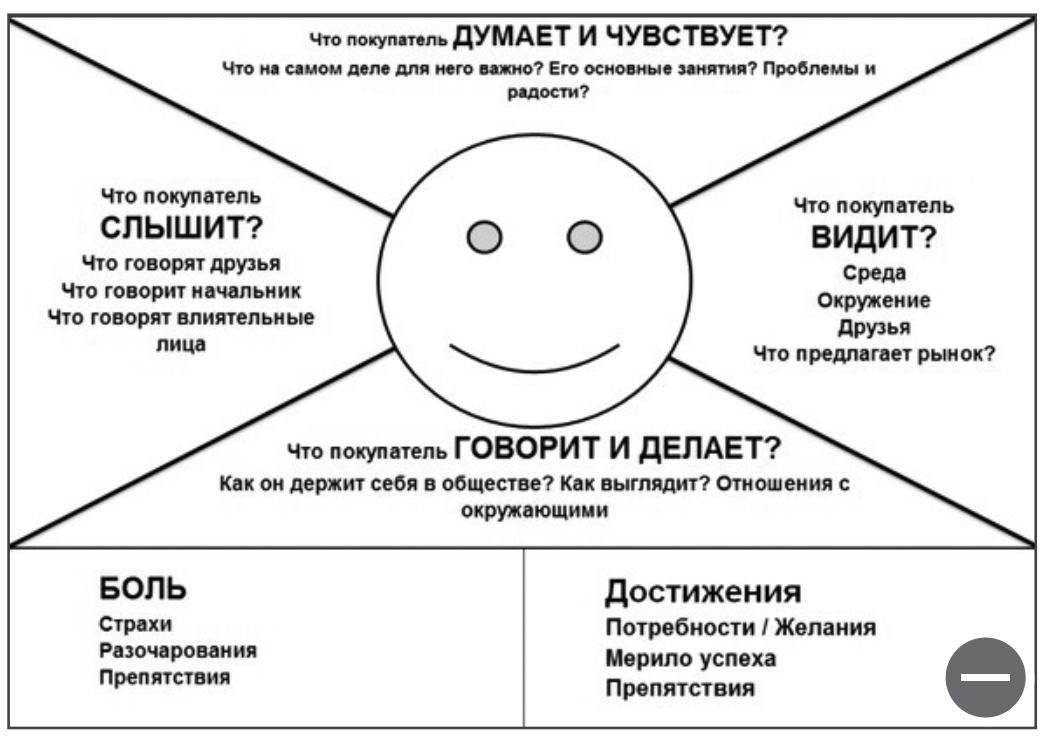 Что покупатель ДУМАЕТ И ЧУВСТВУЕТ?
Что на самом деле для него важно? Его основные занятия? Проблемы и
радости?
Что покупатель
СЛЫШИТ?
Что говорят друзья
Что говорит начальник
Что говорят влиятельные
лица
Что покупатель
ВИДИТ?
Среда
Окружение
Друзья
Что предлагает рынок?
Что покупатель ГОВОРИТ И ДЕЛАЕТ?
Как он держит себя в обществе? Как выглядит? Отношения с
окружающими
БОЛЬ
Страхи
Разочарования
Препятствия
Достижения
Потребности / Желания
Мерило успеха
Препятствия